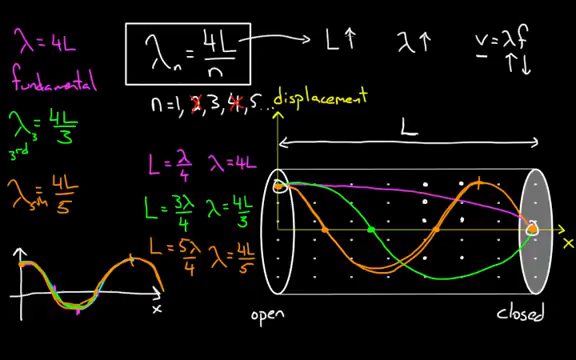 λ = 4L
fundamental
λ₃ = 4L/3
3rd
λ₅th = 4L/5
x
λₙ = 4L/n
n=1, 2, 3, 4, 5...
L↑ λ↑ v = λf
↑↓
L = λ/4 λ = 4L
L = 3λ/4 λ = 4L/3
L = 5λ/4 λ = 4L/5
displacement
L
x
open
closed